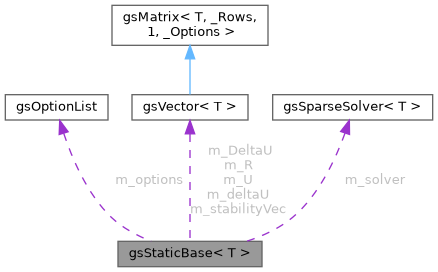 gsMatrix< T, _Rows,
1, _Options >
gsOptionList
gsVector< T >
gsSparseSolver< T >
m_options
m_DeltaU
m_R
m_U
m_deltaU
m_stabilityVec
m_solver
gsStaticBase< T >